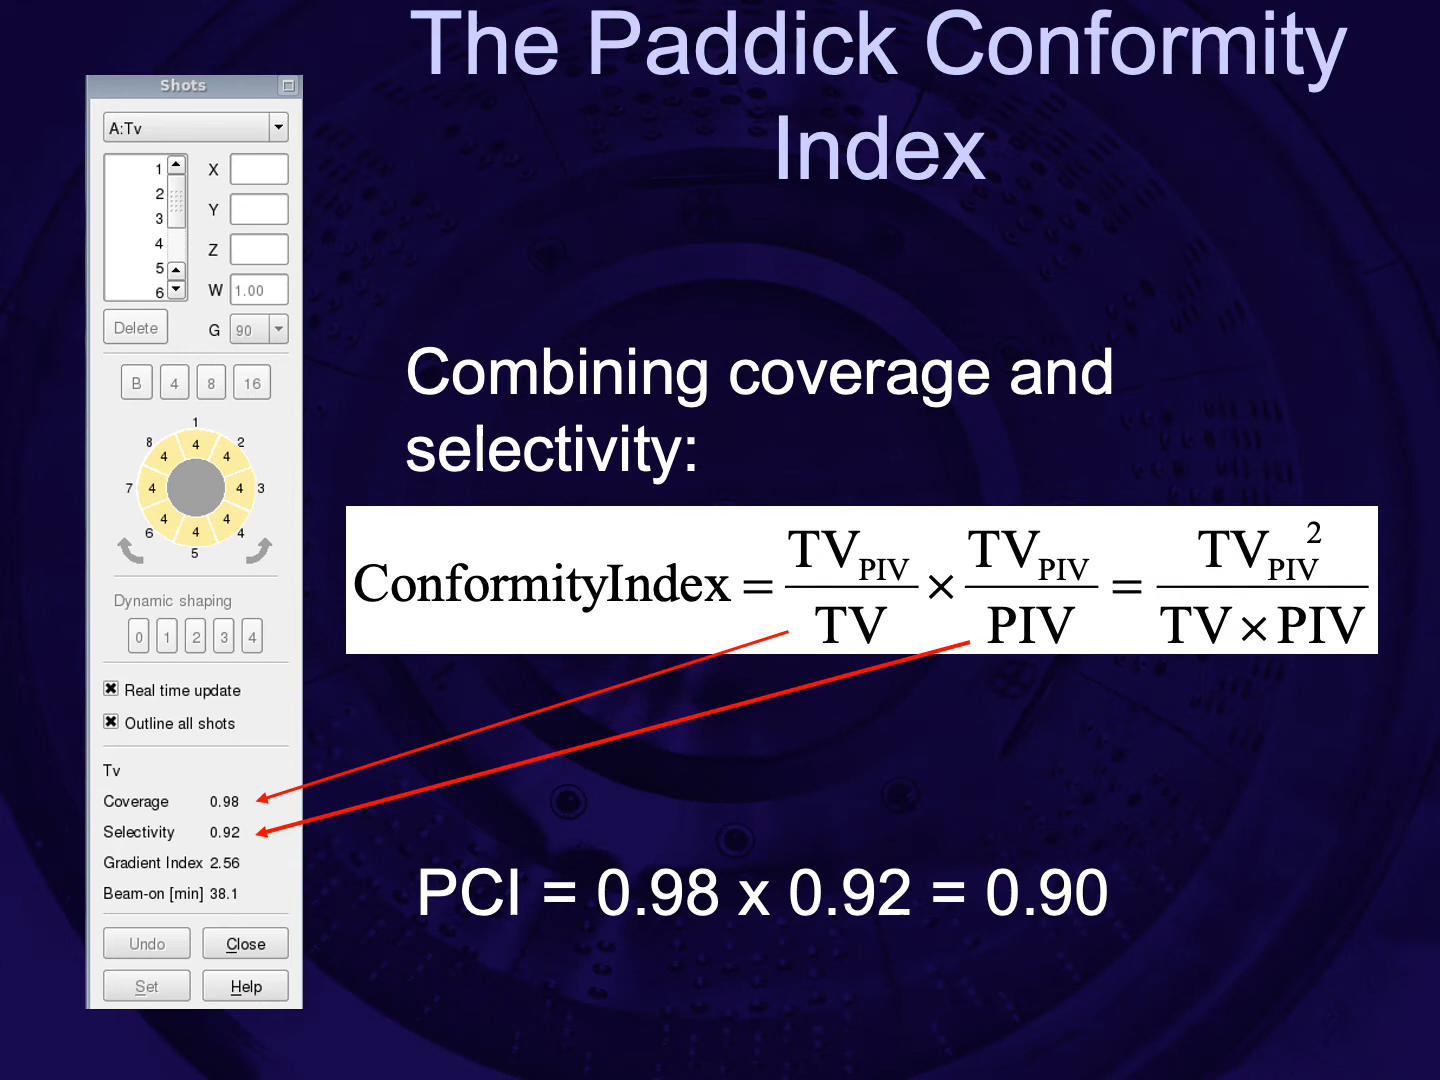 The Paddick Conformity
Index
Shots
A:Tv
1
2
3
4
5
6
X
Y
Z
W 1.00
G 90
Delete
B 4 8 16
1
8 4 2
4 4
7 4 4 3
4 4
6 4 4
5
Dynamic shaping
0 1 2 3 4
Real time update
Outline all shots
Tv
Coverage 0.98
Selectivity 0.92
Gradient Index 2.56
Beam-on [min] 38.1
Undo Close
Set Help
Combining coverage and
selectivity:
ConformityIndex = TV_PIV / TV × TV_PIV / PIV = TV_PIV² / TV × PIV
PCI = 0.98 x 0.92 = 0.90